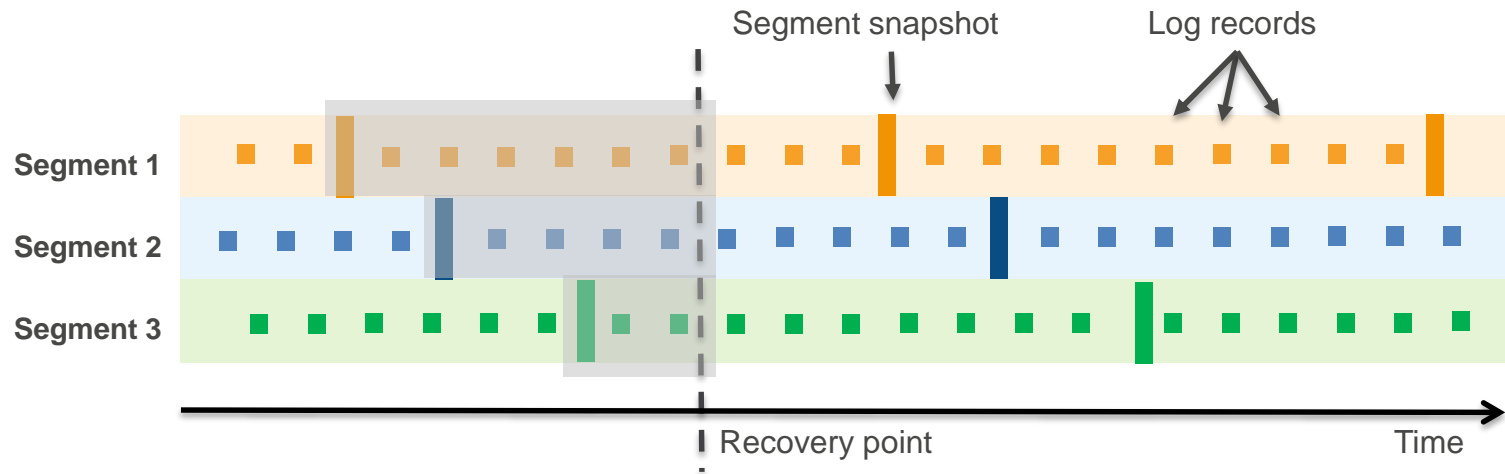 Segment snapshot
Log records
Segment 1
Segment 2
Segment 3
Recovery point
Time